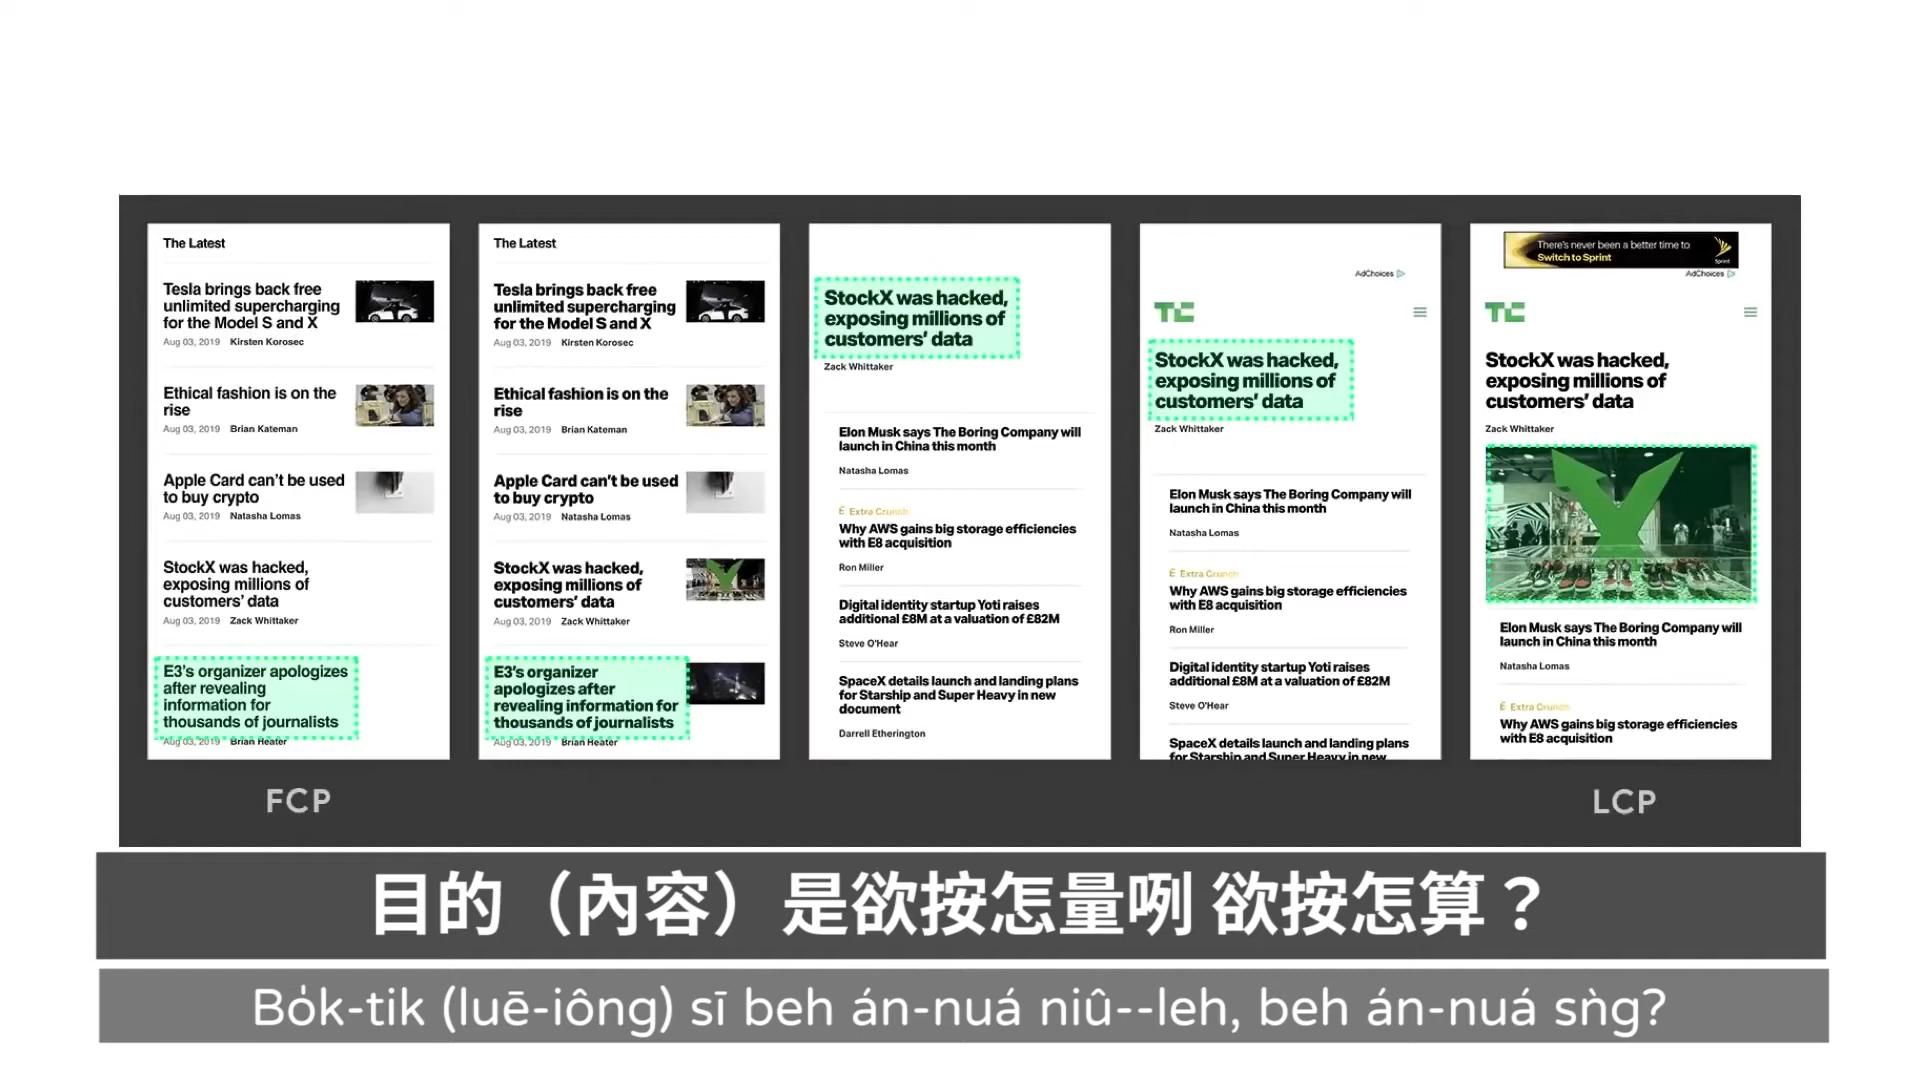 The Latest
Tesla brings back free
unlimited supercharging
for the Model S and X
Aug 03, 2019 Kirsten Korosec
Ethical fashion is on the
rise
Aug 03, 2019 Brian Kateman
Apple Card can't be used
to buy crypto
Aug 03, 2019 Natasha Lomas
StockX was hacked,
exposing millions of
customers' data
Aug 03, 2019 Zack Whittaker
E3's organizer apologizes
after revealing
information for
thousands of journalists
Aug 03, 2019 Brian Heater
FCP
The Latest
Tesla brings back free
unlimited supercharging
for the Model S and X
Aug 03, 2019 Kirsten Korosec
Ethical fashion is on the
rise
Aug 03, 2019 Brian Kateman
Apple Card can't be used
to buy crypto
Aug 03, 2019 Natasha Lomas
StockX was hacked,
exposing millions of
customers' data
Aug 03, 2019 Zack Whittaker
E3's organizer
apologizes after
revealing information for
thousands of journalists
Aug 03, 2019 Brian Heater
StockX was hacked,
exposing millions of
customers' data
Zack Whittaker
Elon Musk says The Boring Company will
launch in China this month
Natasha Lomas
Extra Crunch
Why AWS gains big storage efficiencies
with E8 acquisition
Ron Miller
Digital identity startup Yoti raises
additional £8M at a valuation of £82M
Steve O'Hear
SpaceX details launch and landing plans
for Starship and Super Heavy in new
document
Darrell Etherington
AdChoices
TC
StockX was hacked,
exposing millions of
customers' data
Zack Whittaker
Elon Musk says The Boring Company will
launch in China this month
Natasha Lomas
Extra Crunch
Why AWS gains big storage efficiencies
with E8 acquisition
Ron Miller
Digital identity startup Yoti raises
additional £8M at a valuation of £82M
Steve O'Hear
SpaceX details launch and landing plans
for Starship and Super Heavy in new
There's never been a better time to
Switch to Sprint
Sprint
AdChoices
TC
StockX was hacked,
exposing millions of
customers' data
Zack Whittaker
Elon Musk says The Boring Company will
launch in China this month
Natasha Lomas
Extra Crunch
Why AWS gains big storage efficiencies
with E8 acquisition
LCP
目的（內容）是欲按怎量咧 欲按怎算？
Bo̍k-tik (luē-iông) sī beh án-nuá niû--leh, beh án-nuá sǹg?